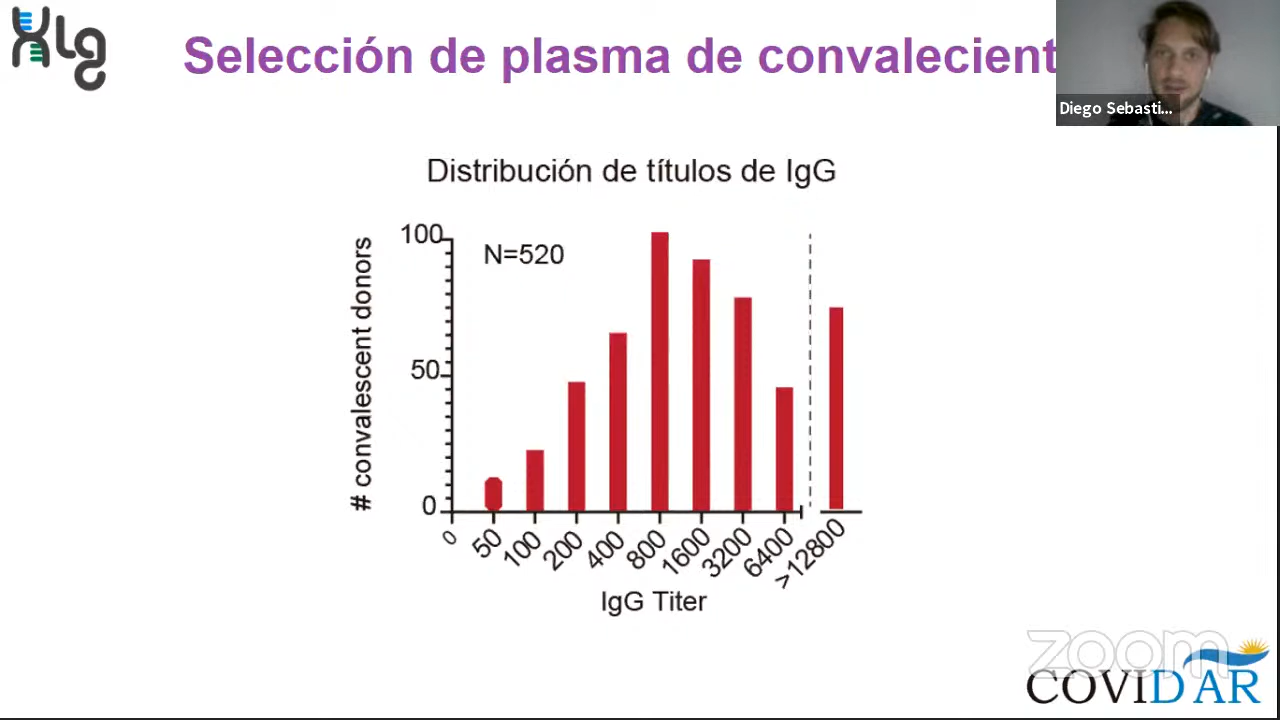 Xlg
Selección de plasma de convalecient
Diego Sebasti...
Distribución de títulos de IgG
# convalescent donors
100
50
0
N=520
0
50
100
200
400
800
1600
3200
6400
>12800
IgG Titer
zoom
COVIDAR